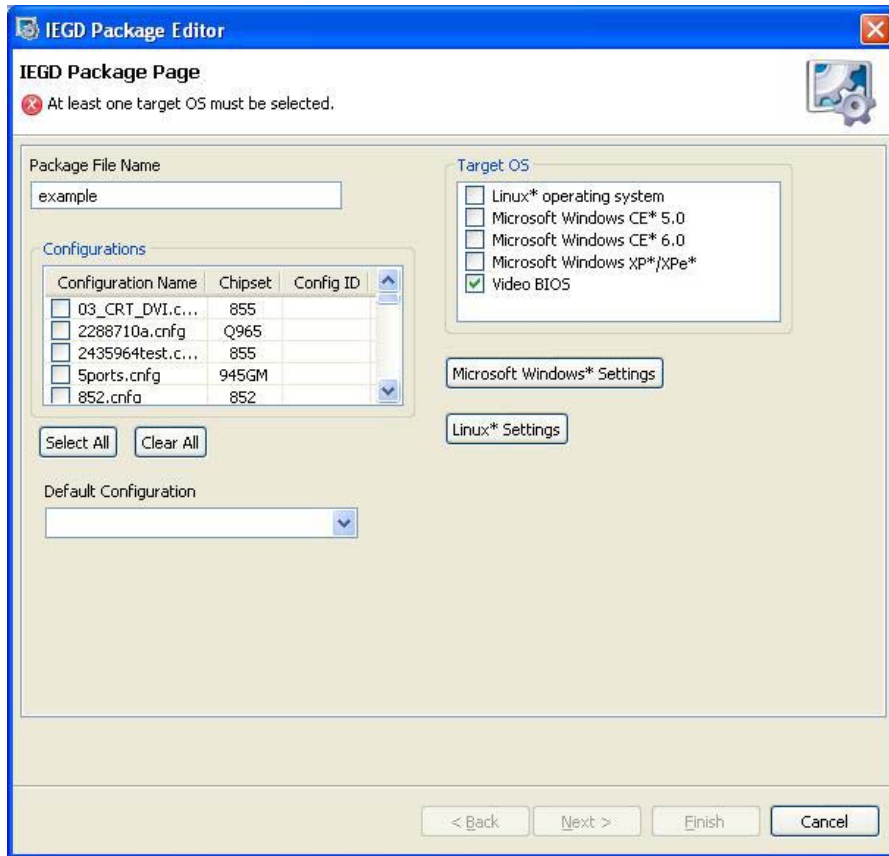 IEGD Package Editor
IEGD Package Page
At least one target OS must be selected.
Package File Name
example
Configurations
Configuration Name Chipset Config ID
03_CRT_DVI.c... 855
2288710a.cnfg Q965
2435964test.c... 855
5ports.cnfg 945GM
852.cnfg 852
Select All Clear All
Default Configuration
Target OS
Linux* operating system
Microsoft Windows CE* 5.0
Microsoft Windows CE* 6.0
Microsoft Windows XP*/XPe*
Video BIOS
Microsoft Windows* Settings
Linux* Settings
< Back Next > Finish Cancel